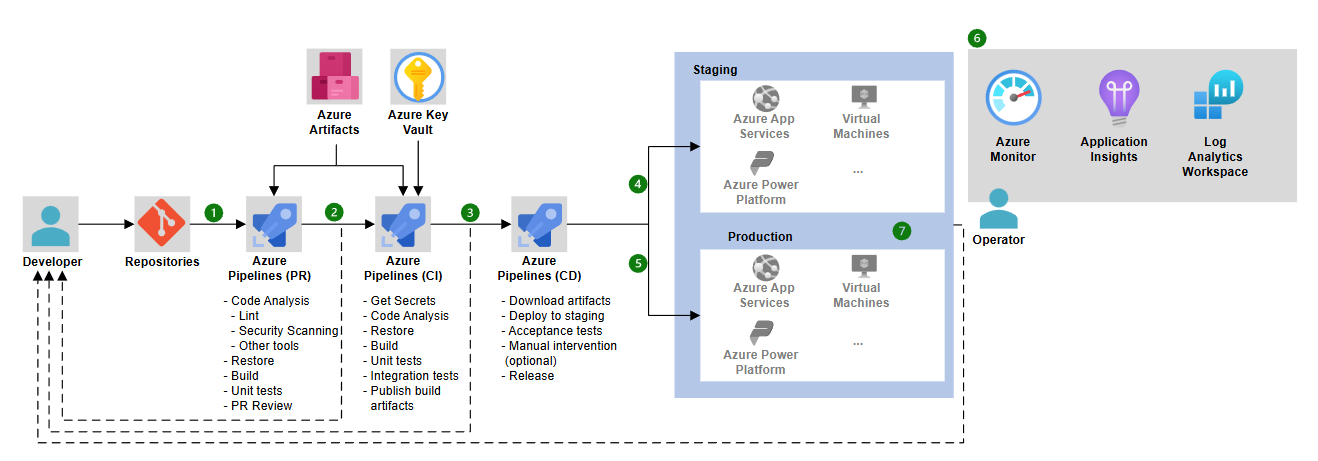 6
Azure
Artifacts
Azure Key
Vault
Staging
Azure App
Services
Virtual
Machines
Azure Power
Platform
...
Azure
Monitor
Application
Insights
Log
Analytics
Workspace
1
2
3
4
5
7
Developer
Repositories
Azure
Pipelines (PR)
- Code Analysis
- Lint
- Security Scanning
- Other tools
- Restore
- Build
- Unit tests
- PR Review
Azure
Pipelines (CI)
- Get Secrets
- Code Analysis
- Restore
- Build
- Unit tests
- Integration tests
- Publish build
artifacts
Azure
Pipelines (CD)
- Download artifacts
- Deploy to staging
- Acceptance tests
- Manual intervention
(optional)
- Release
Production
Azure App
Services
Virtual
Machines
Azure Power
Platform
...
Operator